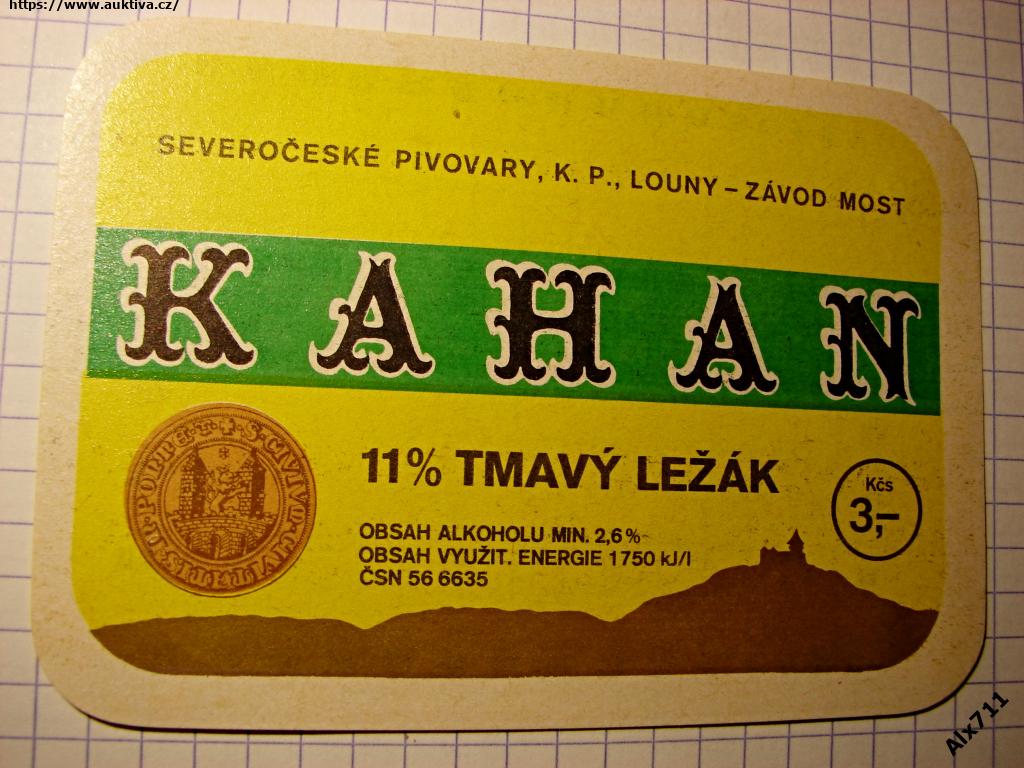 https://www.auktiva.cz/
SEVEROČESKÉ PIVOVARY, K. P., LOUNY – ZÁVOD MOST
KAHAN
11% TMAVÝ LEŽÁK
Kčs
3,–
OBSAH ALKOHOLU MIN. 2,6%
OBSAH VYUŽIT. ENERGIE 1750 kJ/l
ČSN 56 6635
Alx711